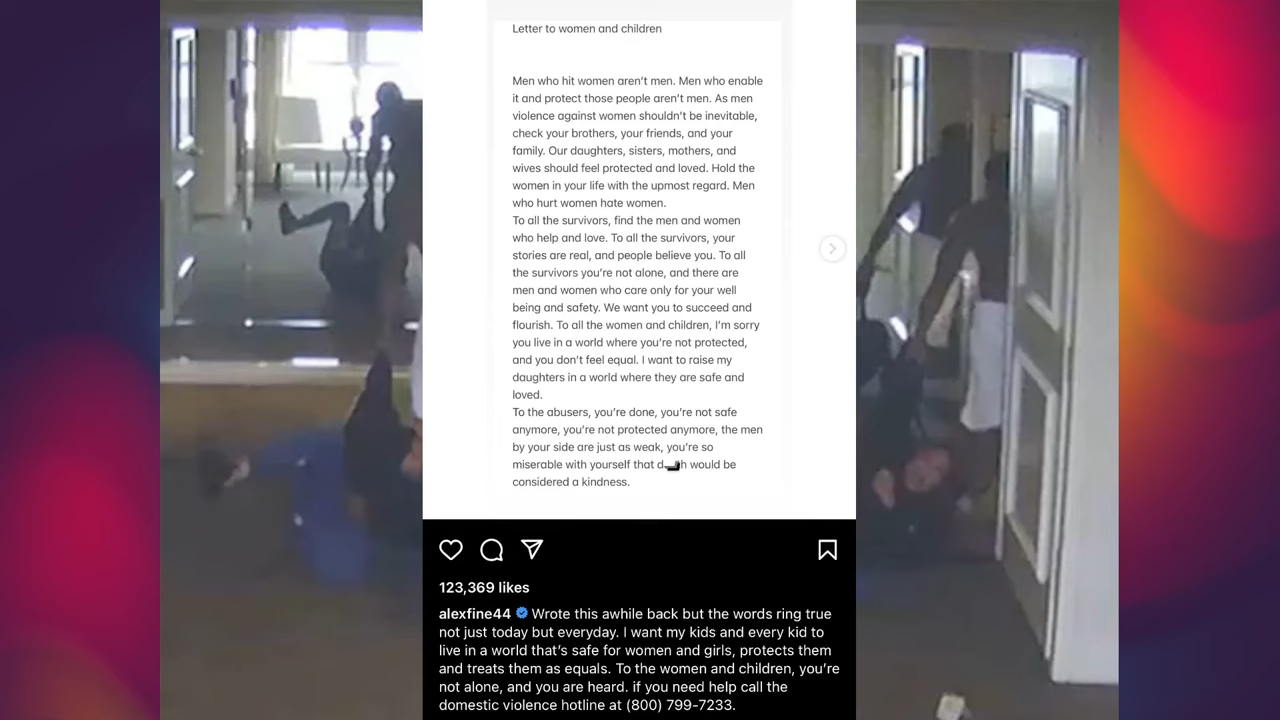 Letter to women and children
Men who hit women aren't men. Men who enable
it and protect those people aren't men. As men
violence against women shouldn't be inevitable,
check your brothers, your friends, and your
family. Our daughters, sisters, mothers, and
wives should feel protected and loved. Hold the
women in your life with the upmost regard. Men
who hurt women hate women.
To all the survivors, find the men and women
who help and love. To all the survivors, your
stories are real, and people believe you. To all
the survivors you're not alone, and there are
men and women who care only for your well
being and safety. We want you to succeed and
flourish. To all the women and children, I'm sorry
you live in a world where you're not protected,
and you don't feel equal. I want to raise my
daughters in a world where they are safe and
loved.
To the abusers, you're done, you're not safe
anymore, you're not protected anymore, the men
by your side are just as weak, you're so
miserable with yourself that would be
considered a kindness.
123,369 likes
alexfine44 Wrote this awhile back but the words ring true
not just today but everyday. I want my kids and every kid to
live in a world that's safe for women and girls, protects them
and treats them as equals. To the women and children, you're
not alone, and you are heard. if you need help call the
domestic violence hotline at (800) 799-7233.